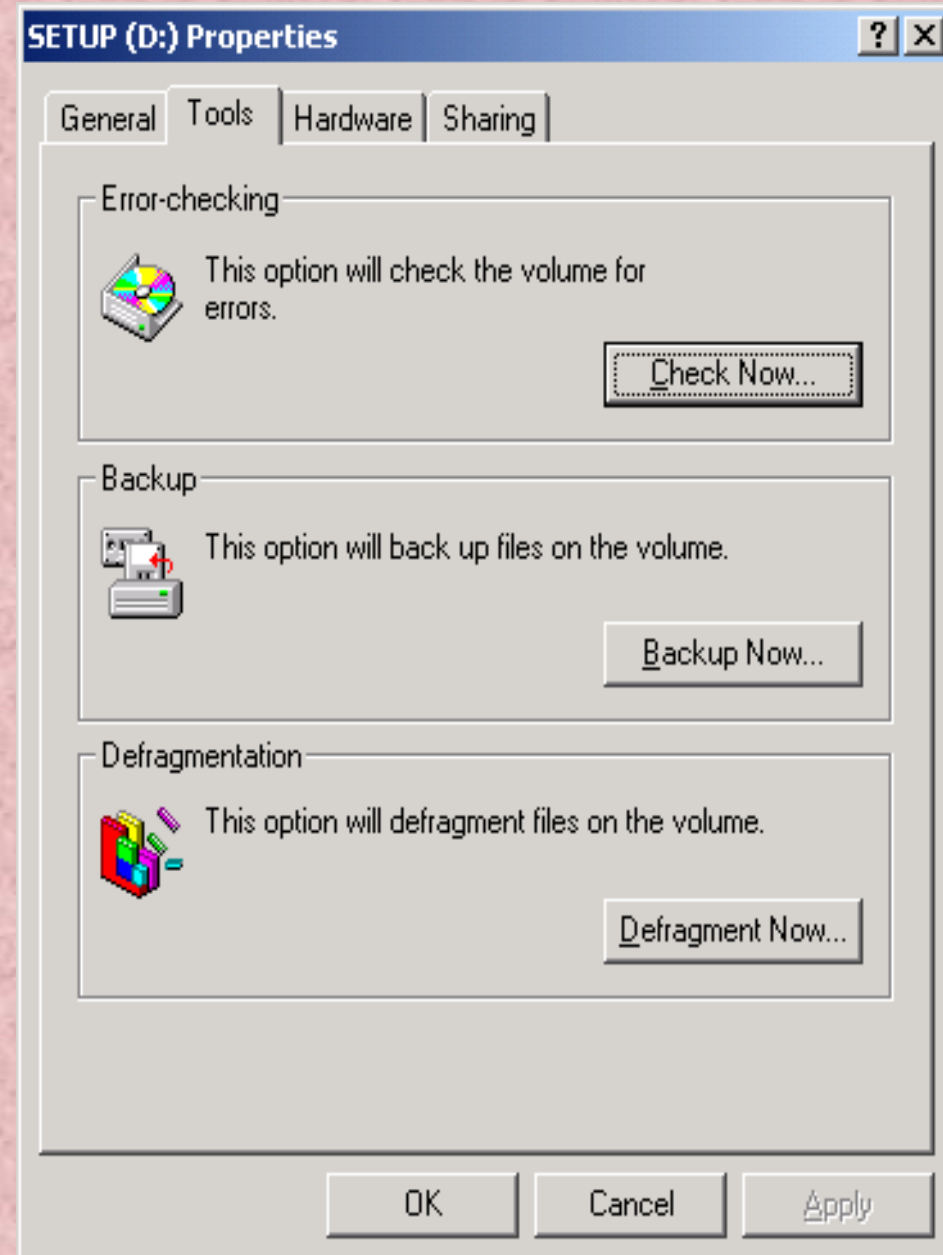 SETUP (D:) Properties
General Tools Hardware Sharing
Error-checking
This option will check the volume for
errors.
Check Now...
Backup
This option will back up files on the volume.
Backup Now...
Defragmentation
This option will defragment files on the volume.
Defragment Now...
OK Cancel Apply